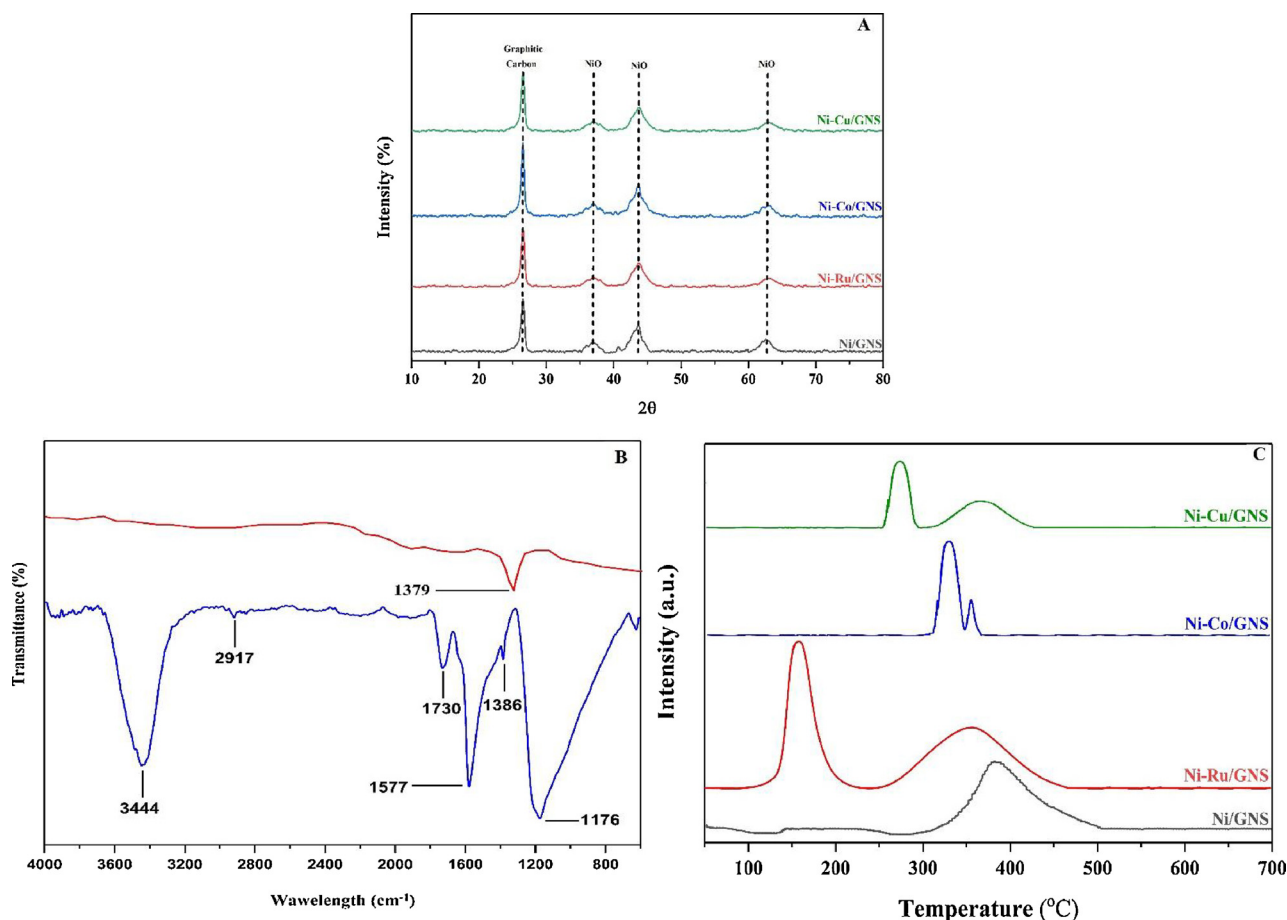 A
Graphitic
Carbon
NiO
NiO
NiO
Ni-Cu/GNS
Ni-Co/GNS
Ni-Ru/GNS
Ni/GNS
Intensity (%)
10 20 30 40 50 60 70 80
2θ
B
1379
2917
1730
1386
1577
3444
1176
Transmittance (%)
4000 3600 3200 2800 2400 2000 1600 1200 800
Wavelength (cm-1)
C
Ni-Cu/GNS
Ni-Co/GNS
Ni-Ru/GNS
Ni/GNS
Intensity (a.u.)
100 200 300 400 500 600 700
Temperature (⁰C)